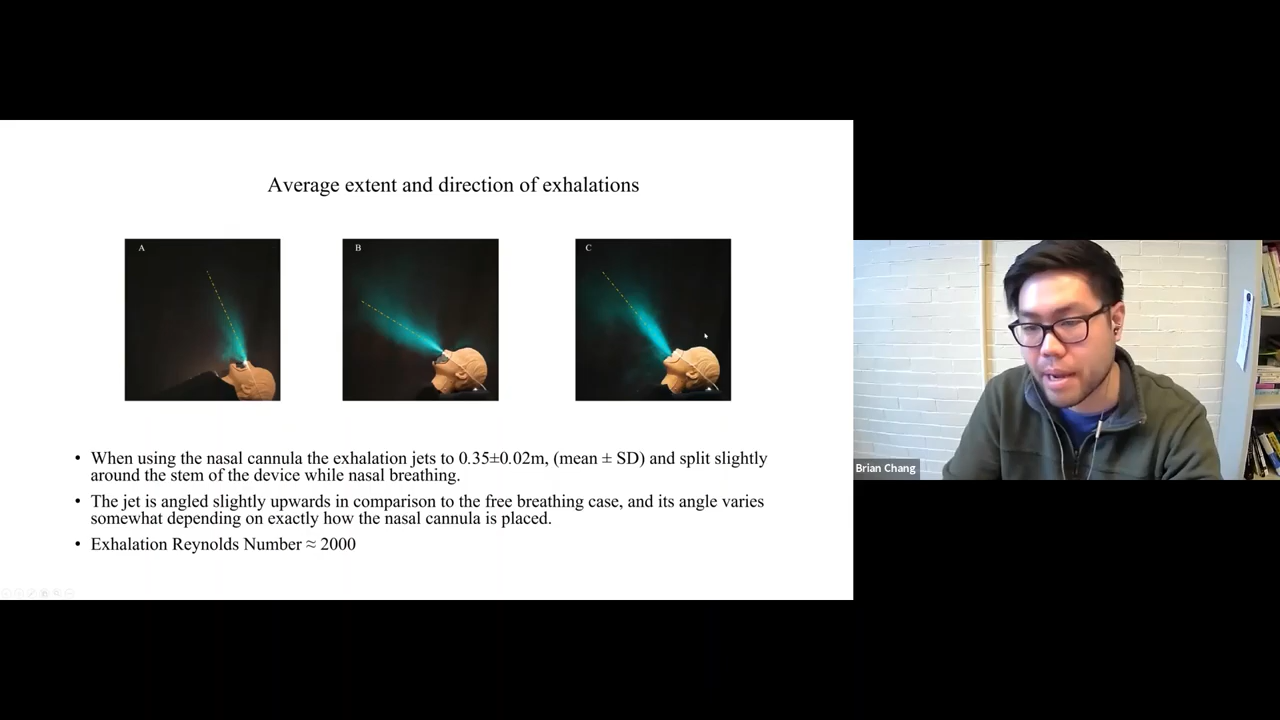 Average extent and direction of exhalations
A
B
C
• When using the nasal cannula the exhalation jets to 0.35±0.02m, (mean ± SD) and split slightly
around the stem of the device while nasal breathing.
• The jet is angled slightly upwards in comparison to the free breathing case, and its angle varies
somewhat depending on exactly how the nasal cannula is placed.
• Exhalation Reynolds Number ≈ 2000
Brian Chang